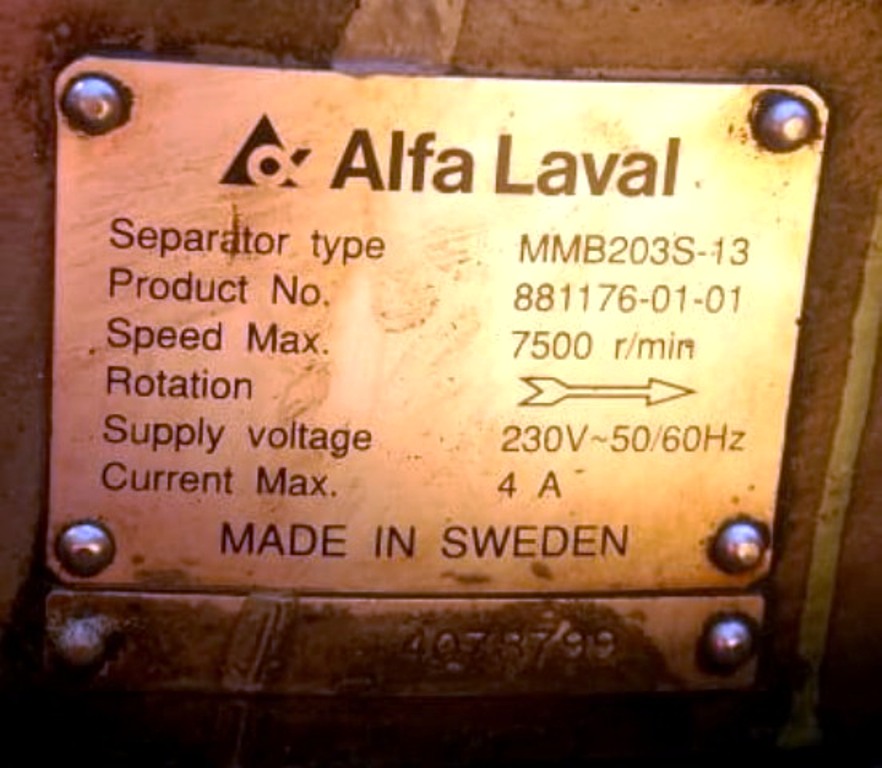 Alfa Laval
Separator type MMB203S-13
Product No. 881176-01-01
Speed Max. 7500 r/min
Rotation
Supply voltage 230V~50/60Hz
Current Max. 4 A
MADE IN SWEDEN